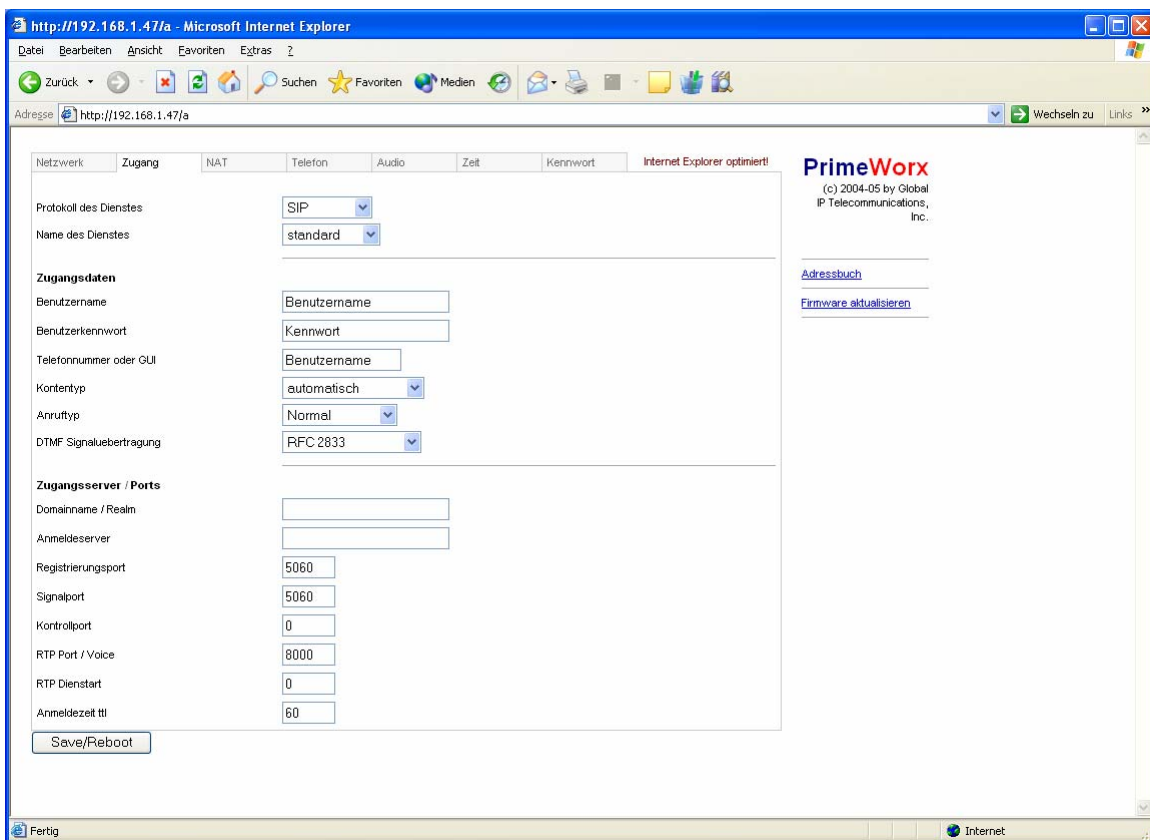 http://192.168.1.47/a - Microsoft Internet Explorer
Datei Bearbeiten Ansicht Favoriten Extras ?
Zurück Suchen Favoriten Medien
Adresse http://192.168.1.47/a Wechseln zu Links »
Netzwerk Zugang NAT Telefon Audio Zeit Kennwort Internet Explorer optimiert!
PrimeWorx
(c) 2004-05 by Global
IP Telecommunications,
Inc.
Adressbuch
Firmware aktualisieren
Protokoll des Dienstes SIP
Name des Dienstes standard
Zugangsdaten
Benutzername Benutzername
Benutzerkennwort Kennwort
Telefonnummer oder GUI Benutzername
Kontentyp automatisch
Anruftyp Normal
DTMF Signaluebertragung RFC 2833
Zugangsserver / Ports
Domainname / Realm
Anmeldeserver
Registrierungsport 5060
Signalport 5060
Kontrollport 0
RTP Port / Voice 8000
RTP Dienstart 0
Anmeldezeit ttl 60
Save/Reboot
Fertig Internet